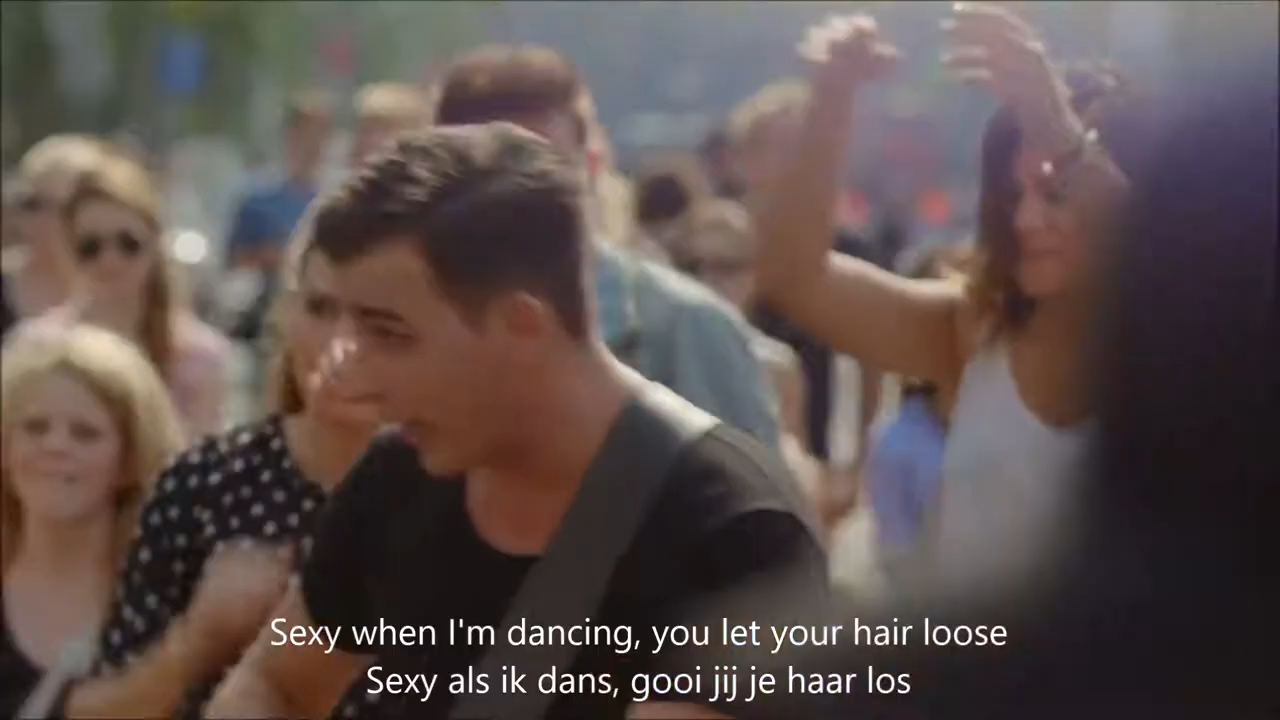 Sexy when I'm dancing, you let your hair loose
Sexy als ik dans, gooi jij je haar los